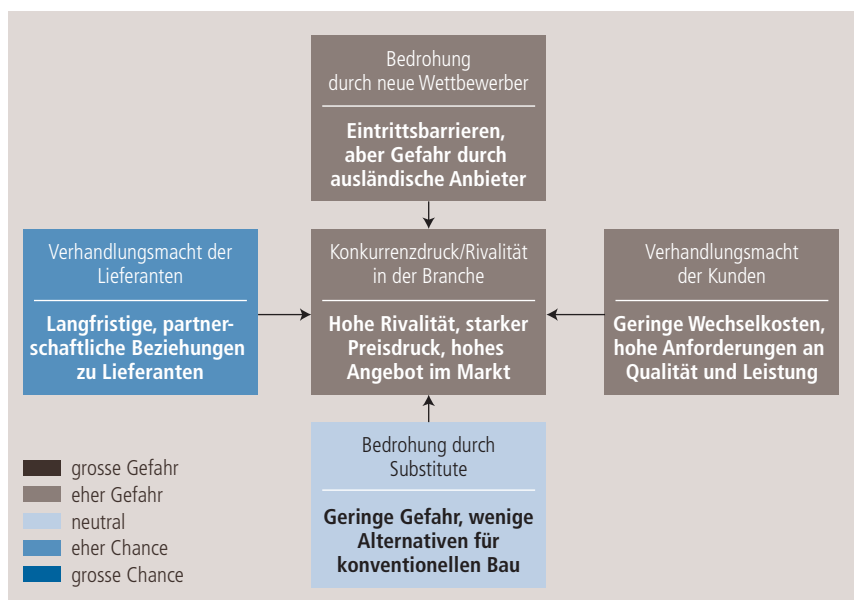 Bedrohung
durch neue Wettbewerber
Eintrittsbarrieren,
aber Gefahr durch
ausländische Anbieter
Verhandlungsmacht der
Lieferanten
Langfristige, partner-
schaftliche Beziehungen
zu Lieferanten
Konkurrenzdruck/Rivalität
in der Branche
Hohe Rivalität, starker
Preisdruck, hohes
Angebot im Markt
Verhandlungsmacht
der Kunden
Geringe Wechselkosten,
hohe Anforderungen an
Qualität und Leistung
Bedrohung durch
Substitute
Geringe Gefahr, wenige
Alternativen für
konventionellen Bau
grosse Gefahr
eher Gefahr
neutral
eher Chance
grosse Chance